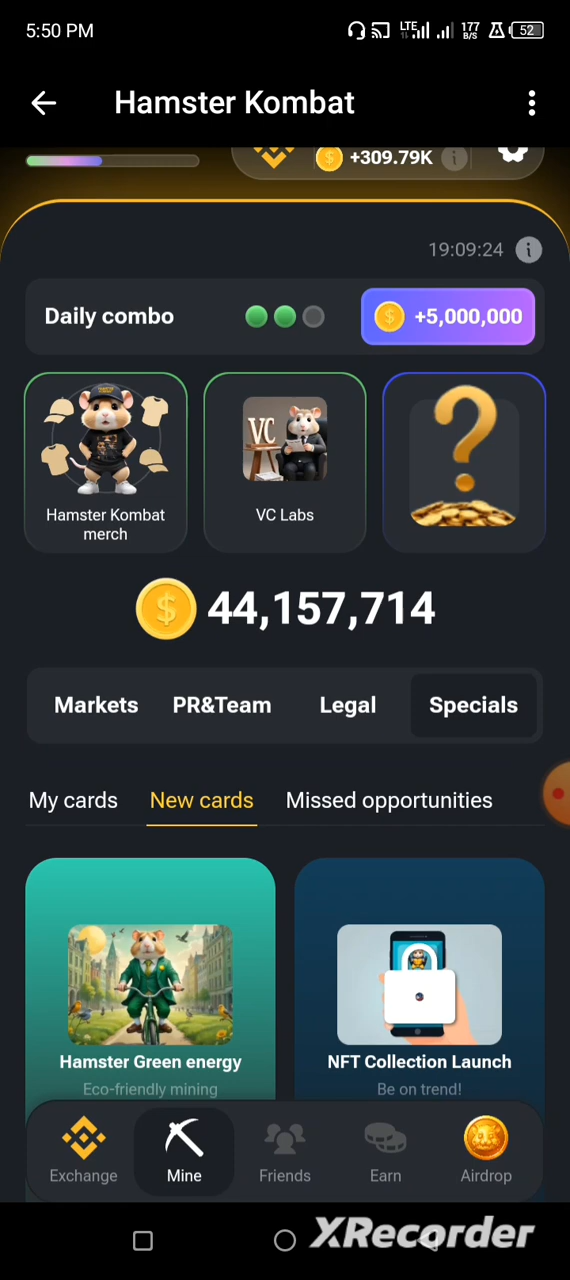 5:50 PM
LTE
177
B/S
52
Hamster Kombat
+309.79K
19:09:24
Daily combo
+5,000,000
VC
Hamster Kombat
merch
VC Labs
44,157,714
Markets
PR&Team
Legal
Specials
My cards
New cards
Missed opportunities
Hamster Green energy
Eco-friendly mining
NFT Collection Launch
Be on trend!
Exchange
Mine
Friends
Earn
Airdrop
XRecorder